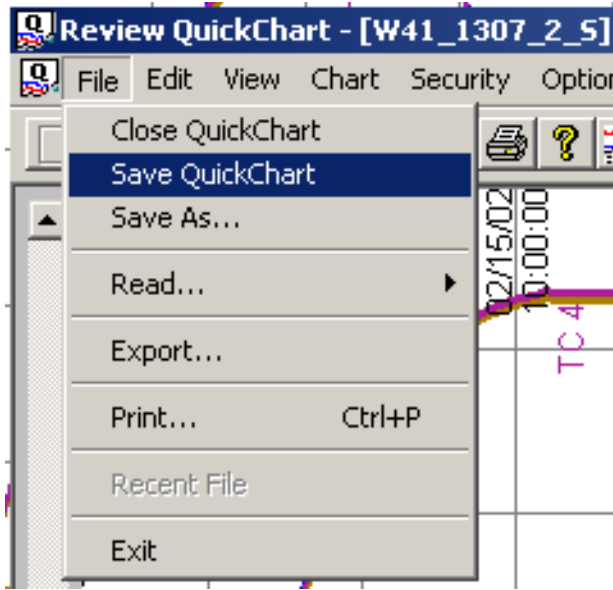 Review QuickChart - [W41_1307_2_S]
File Edit View Chart Security Option
Close QuickChart
Save QuickChart
Save As...
Read...
Export...
Print... Ctrl+P
Recent File
Exit
02/15/02
10:00:00
TC 4